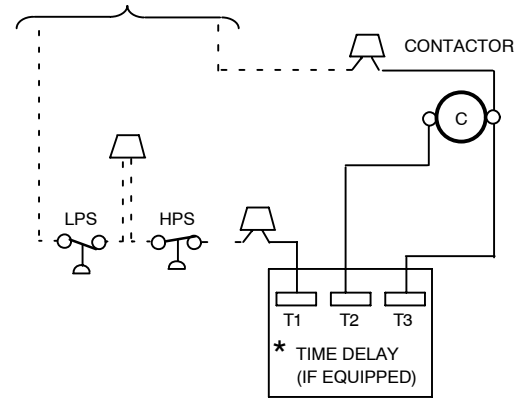 CONTACTOR
C
LPS
HPS
T1 T2 T3
* TIME DELAY
(IF EQUIPPED)